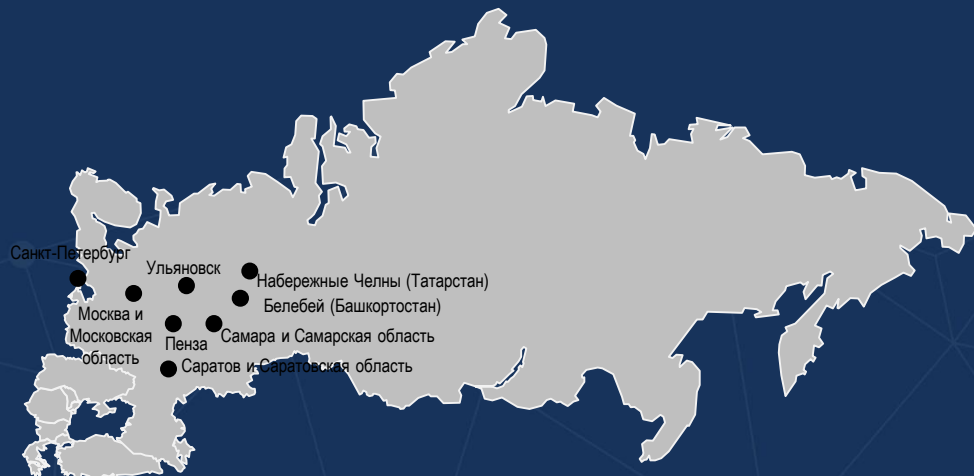 Санкт-Петербург
Ульяновск
Набережные Челны (Татарстан)
Белебей (Башкортостан)
Москва и
Московская
область
Пенза
Самара и Самарская область
Саратов и Саратовская область